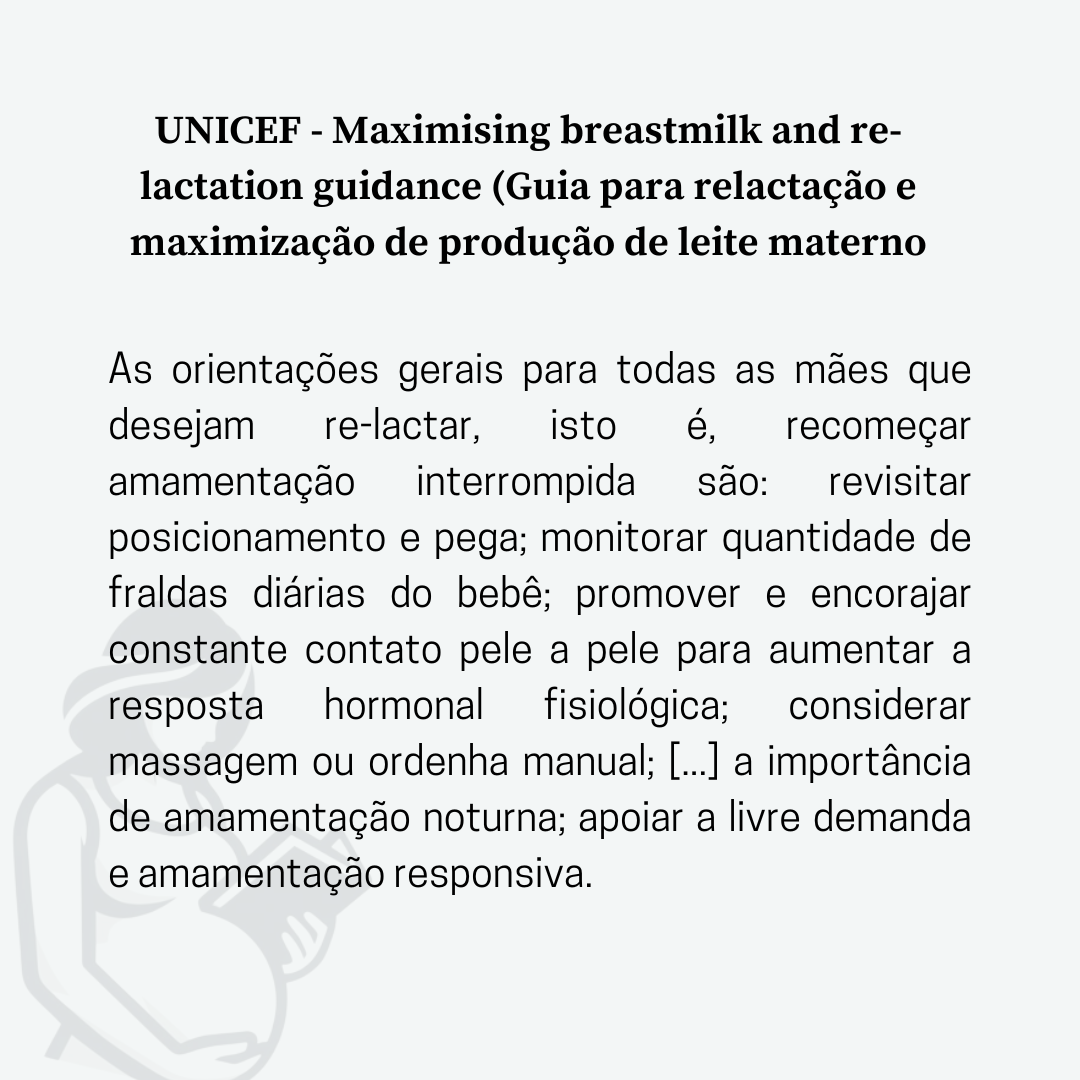 UNICEF - Maximising breastmilk and re-
lactation guidance (Guia para relactação e
maximização de produção de leite materno
As orientações gerais para todas as mães que
desejam re-lactar, isto é, recomeçar
amamentação interrompida são: revisitar
posicionamento e pega; monitorar quantidade de
fraldas diárias do bebê; promover e encorajar
constante contato pele a pele para aumentar a
resposta hormonal fisiológica; considerar
massagem ou ordenha manual; [...] a importância
de amamentação noturna; apoiar a livre demanda
e amamentação responsiva.